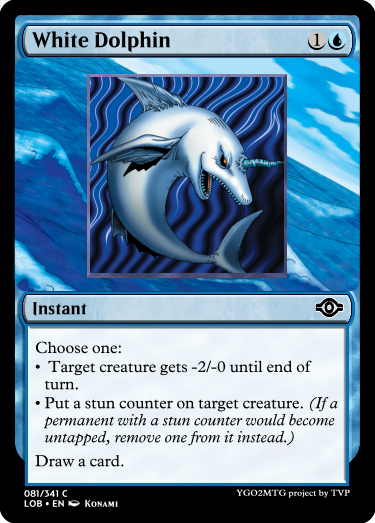 White Dolphin 1
Instant
Choose one:
• Target creature gets -2/-0 until end of
turn.
• Put a stun counter on target creature. (If a
permanent with a stun counter would become
untapped, remove one from it instead.)
Draw a card.
081/341 C
LOB • EN Konami YGO2MTG project by TVP